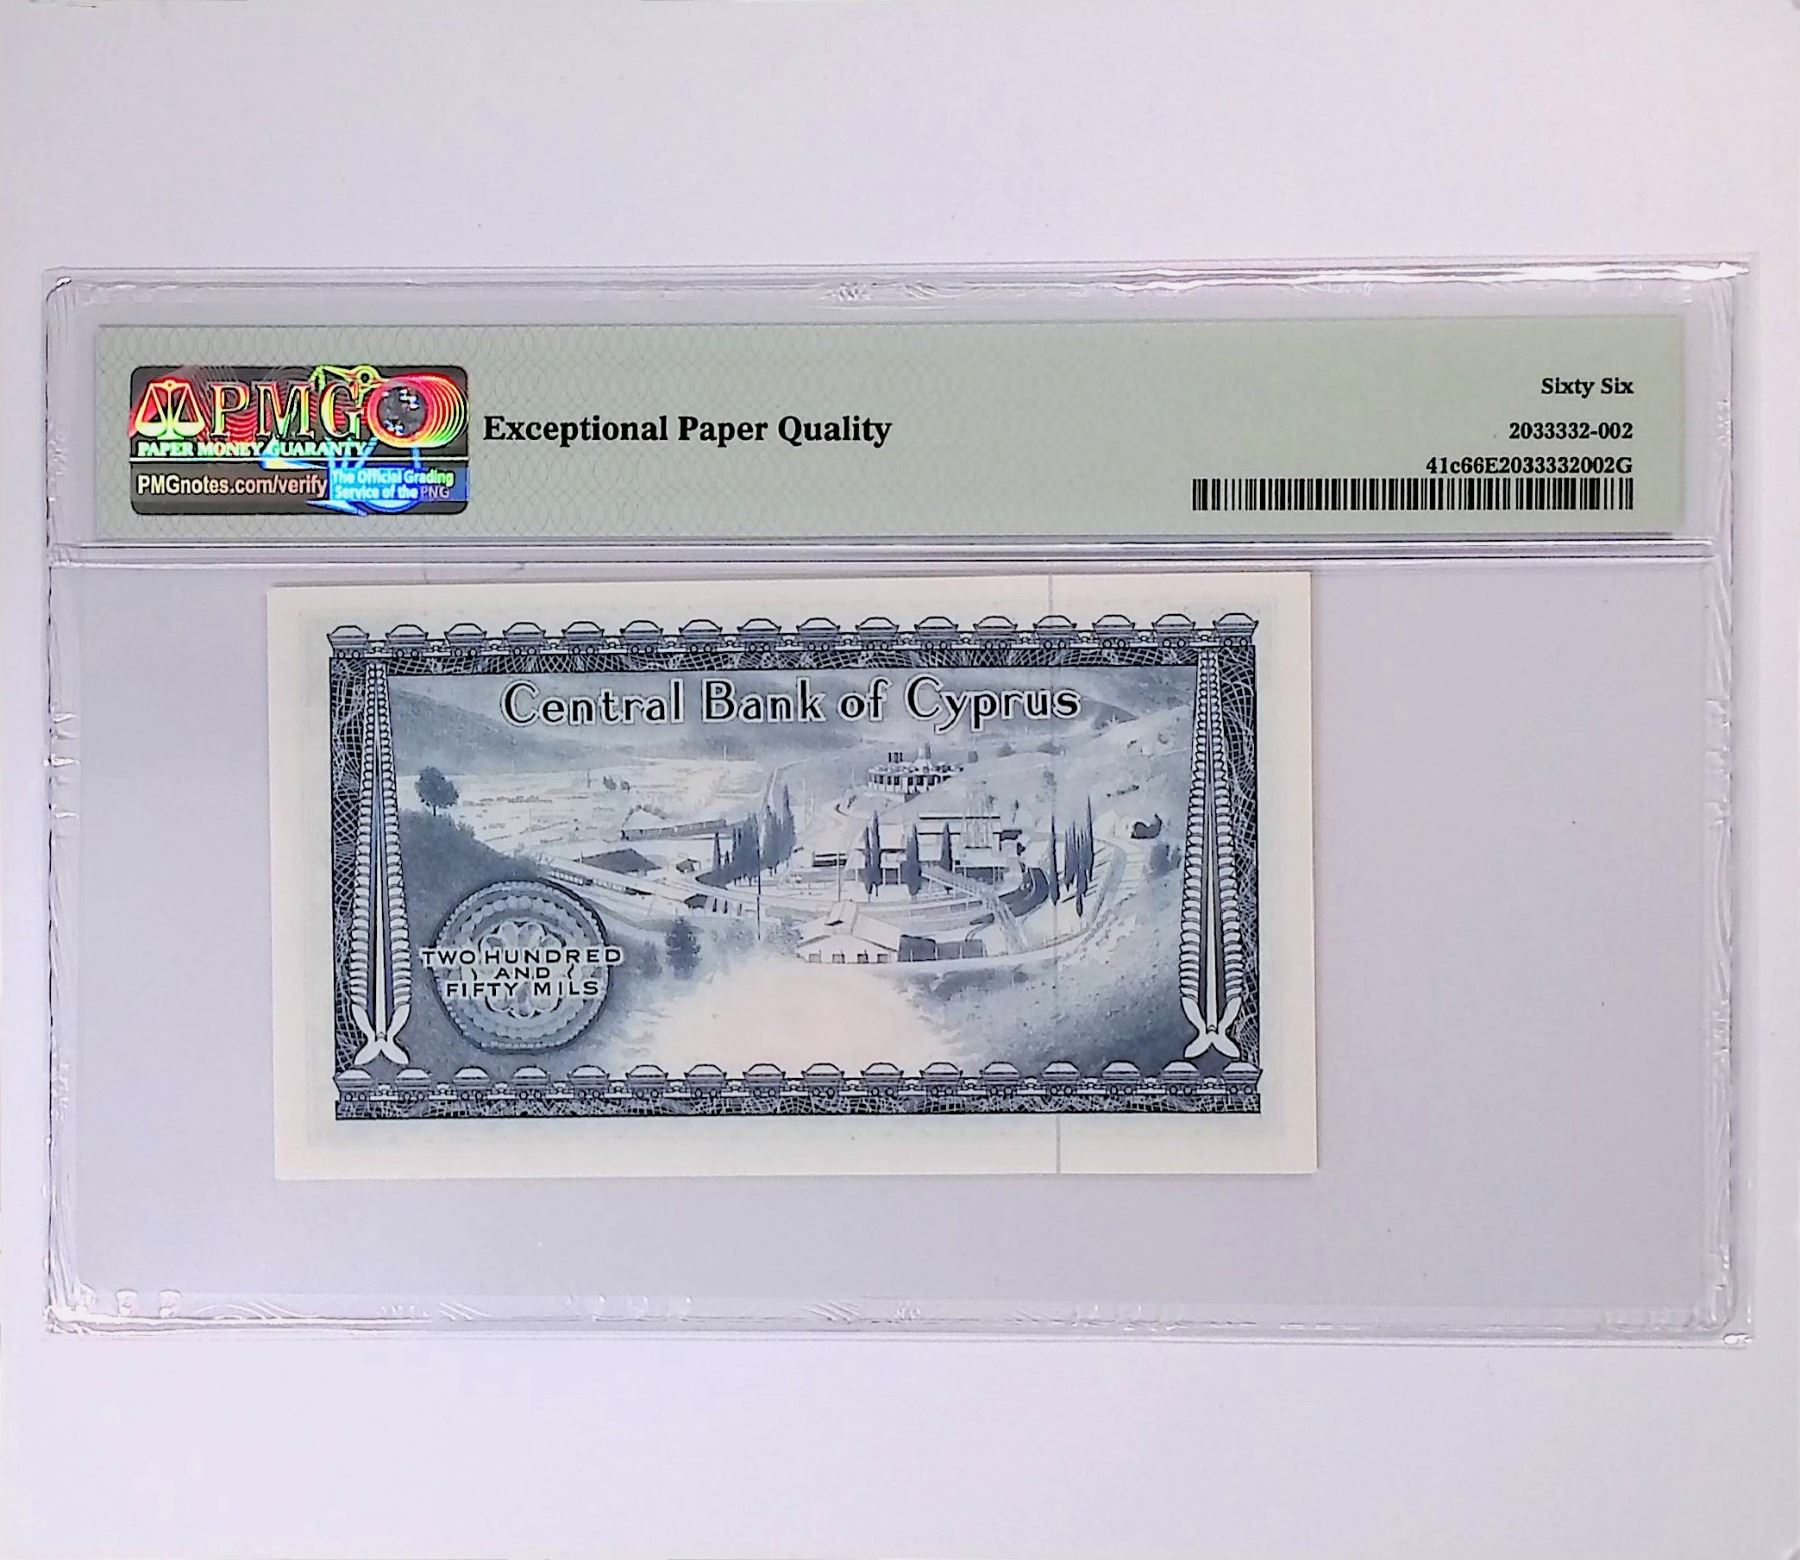 PMG
PAPER MONEY GUARANTY
PMGnotes.com/verify
The Official Grading
Service of the PNG
Exceptional Paper Quality
Sixty Six
2033332-002
41c66E2033332002G
Central Bank of Cyprus
TWO HUNDRED
AND
FIFTY MILS